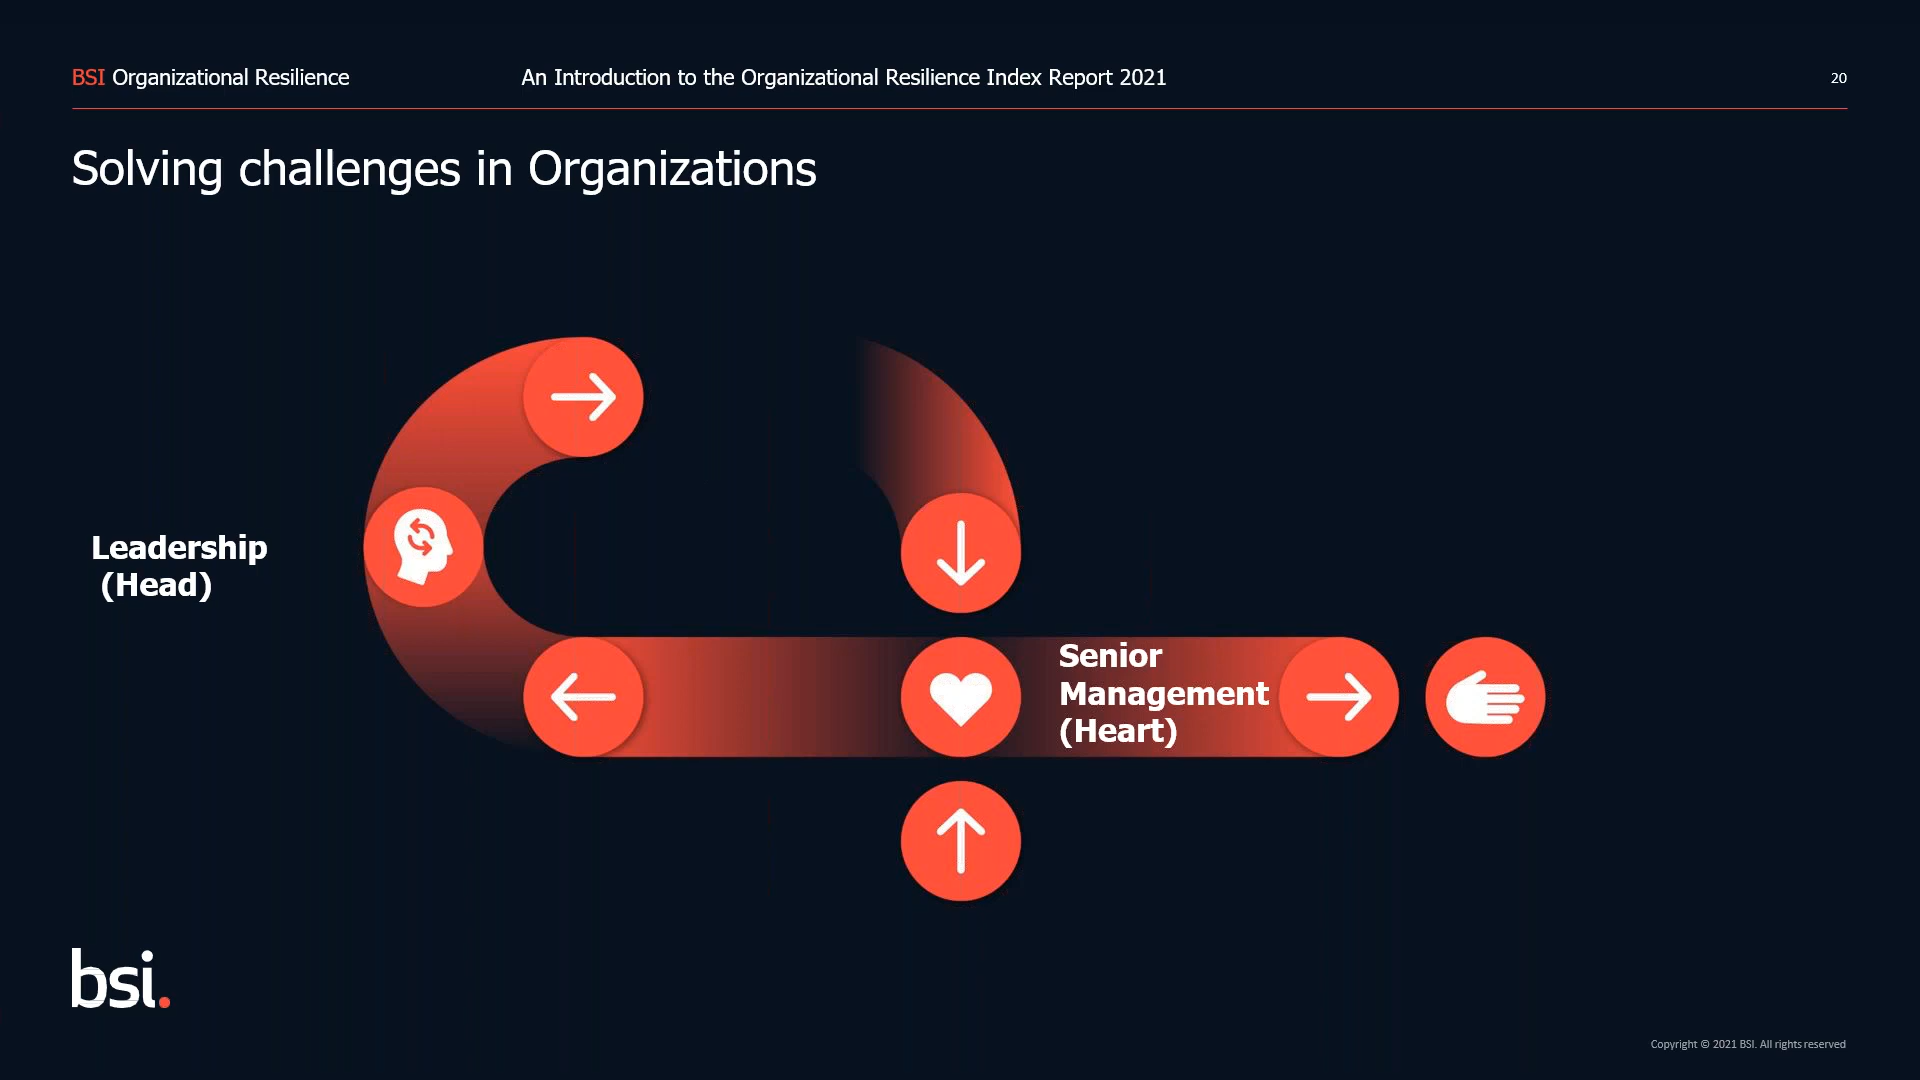 BSI Organizational Resilience
An Introduction to the Organizational Resilience Index Report 2021
20
Solving challenges in Organizations
Leadership
(Head)
Senior
Management
(Heart)
bsi.
Copyright © 2021 BSI. All rights reserved